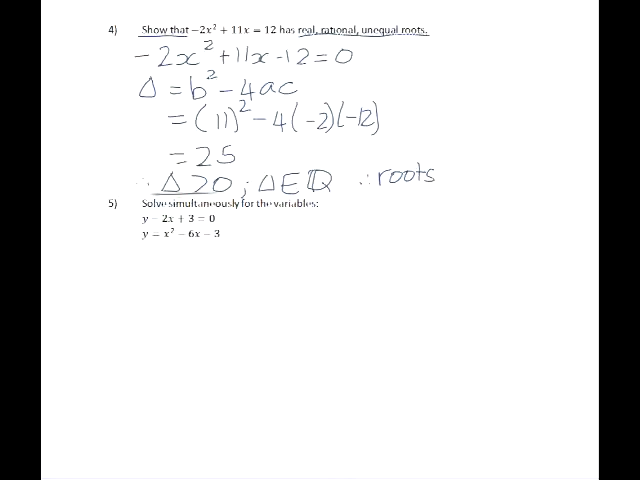 4) Show that −2x² + 11x = 12 has real, rational, unequal roots.
−2x² + 11x − 12 = 0
Δ = b² − 4ac
= (11)² − 4(−2)(−12)
= 25
∴ Δ > 0 ; Δ ∈ ℚ ∴ roots
5) Solve simultaneously for the variables:
y − 2x + 3 = 0
y = x² − 6x − 3